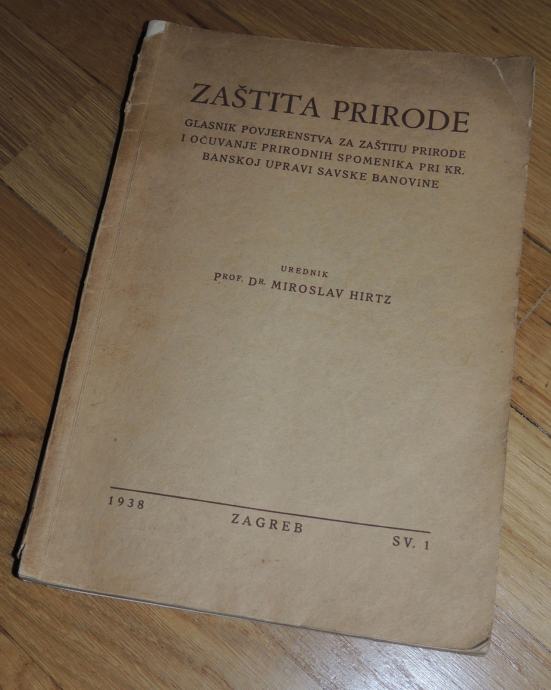 ZAŠTITA PRIRODE
GLASNIK POVJERENSTVA ZA ZAŠTITU PRIRODE
I OČUVANJE PRIRODNIH SPOMENIKA PRI KR.
BANSKOJ UPRAVI SAVSKE BANOVINE
UREDNIK
PROF. DR. MIROSLAV HIRTZ
1938 ZAGREB SV. 1